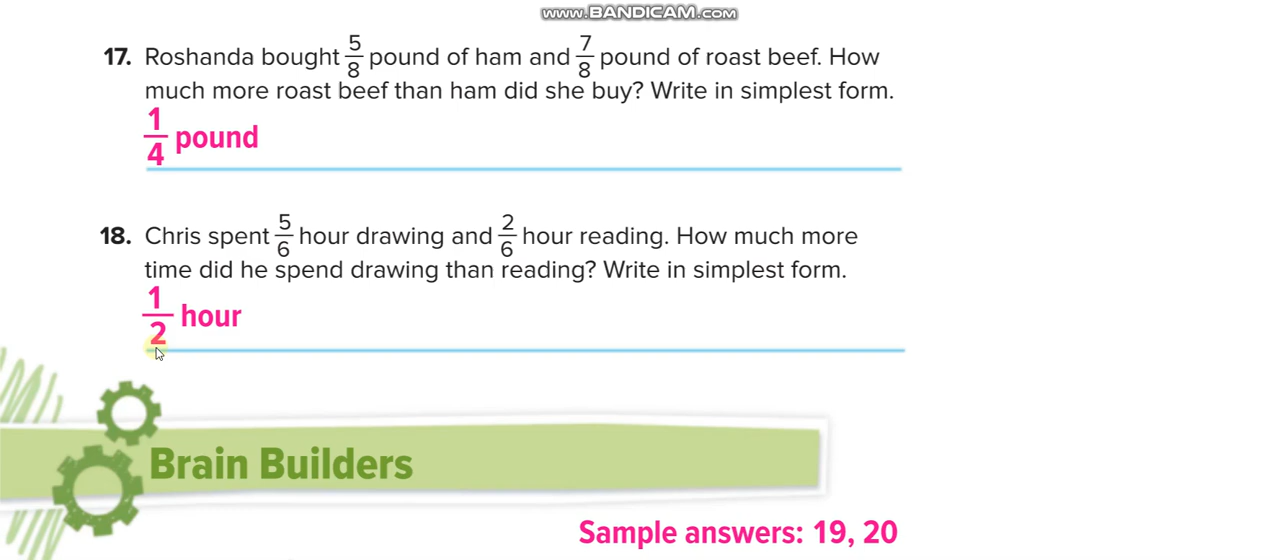 www.BANDICAM.com
17. Roshanda bought 5/8 pound of ham and 7/8 pound of roast beef. How
much more roast beef than ham did she buy? Write in simplest form.
1/4 pound
18. Chris spent 5/6 hour drawing and 2/6 hour reading. How much more
time did he spend drawing than reading? Write in simplest form.
1/2 hour
Brain Builders
Sample answers: 19, 20